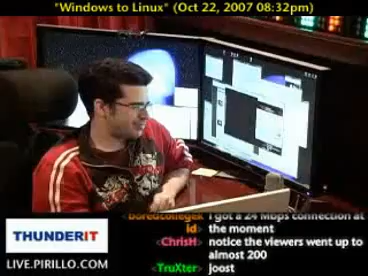 "Windows to Linux" (Oct 22, 2007 08:32pm)
<boredcollegek I got a 24 Mbps connection at
id> the moment
<ChrisH> notice the viewers went up to
almost 200
<TruXter> joost
THUNDERIT
LIVE.PIRILLO.COM